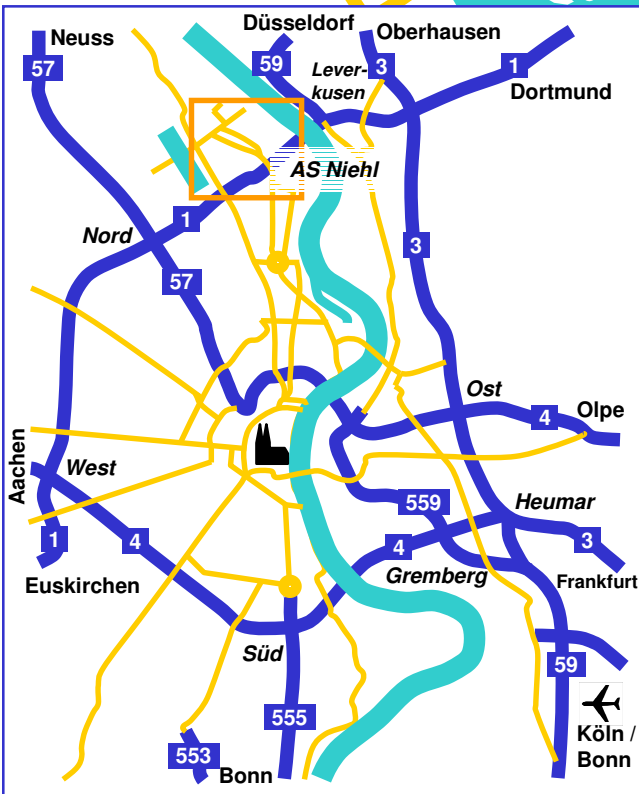 Düsseldorf
Oberhausen
Neuss
57
59
Lever-
kusen
3
1
Dortmund
AS Niehl
1
Nord
3
57
Ost
4
Olpe
Aachen
West
559
Heumar
1
4
4
3
Euskirchen
Gremberg
Frankfurt
Süd
59
555
Köln /
Bonn
553
Bonn